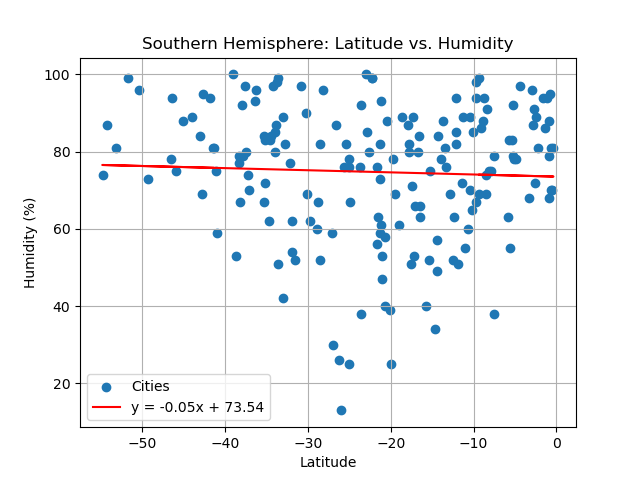 Southern Hemisphere: Latitude vs. Humidity
100
80
60
40
20
Humidity (%)
Cities
y = -0.05x + 73.54
−50 −40 −30 −20 −10 0
Latitude